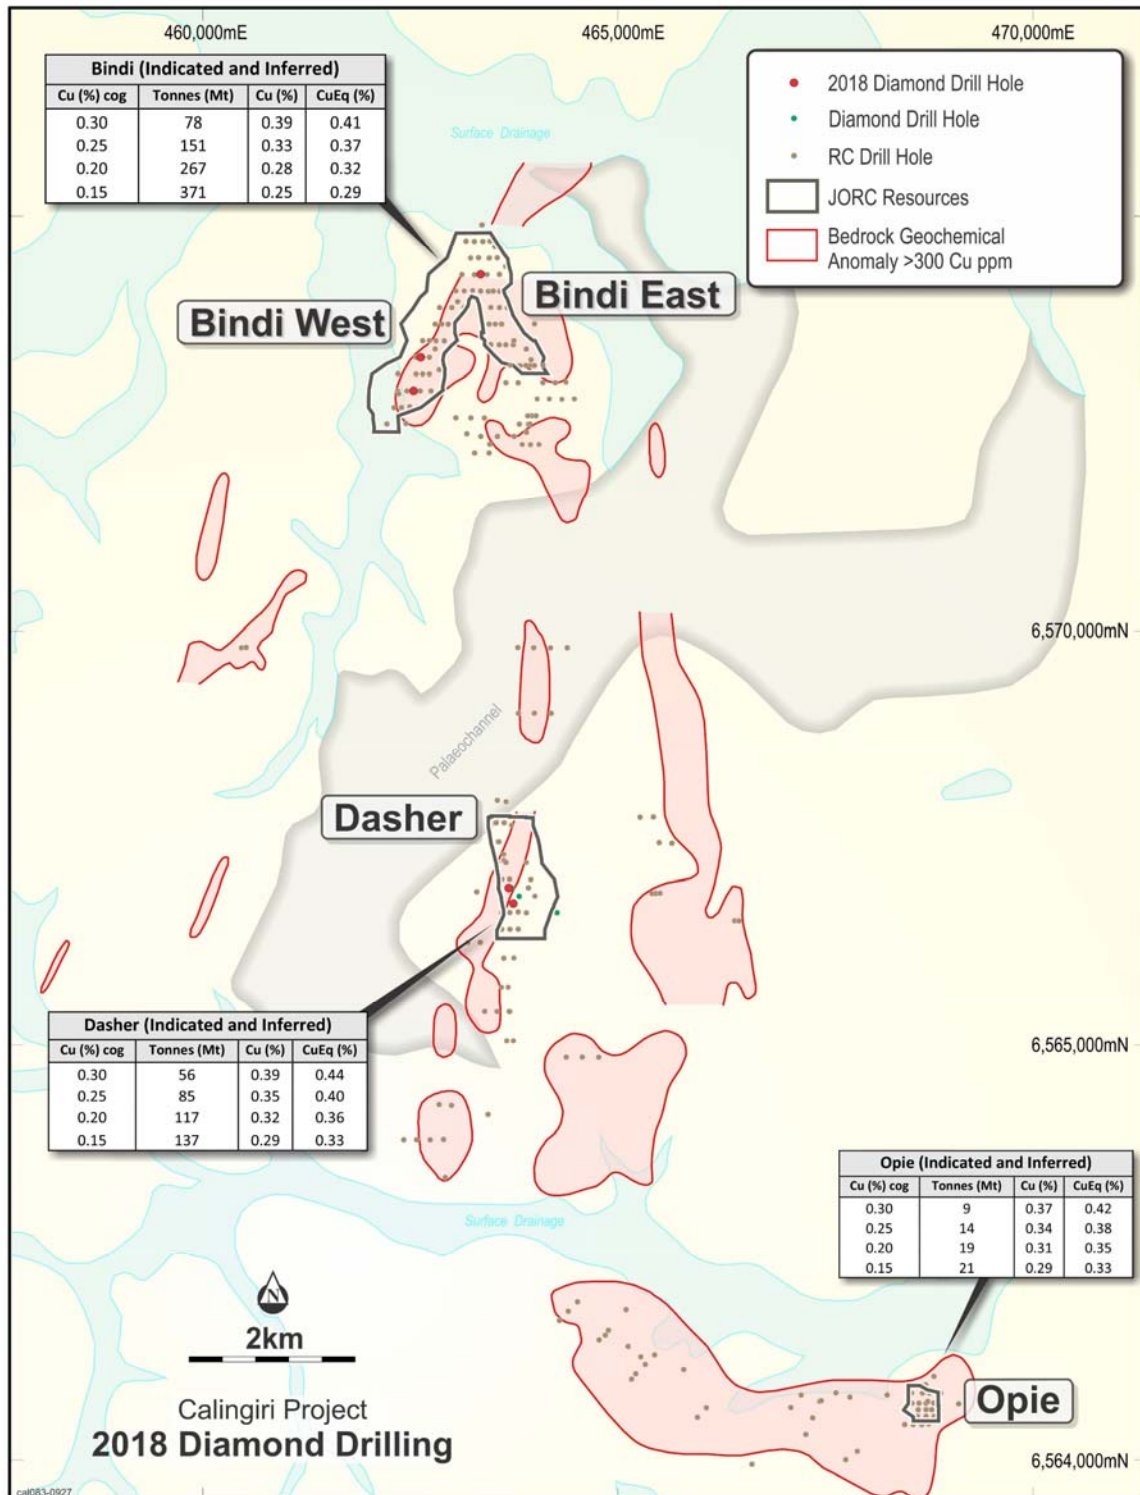 460,000mE 465,000mE 470,000mE
Bindi (Indicated and Inferred)
Cu (%) cog Tonnes (Mt) Cu (%) CuEq (%)
0.30 78 0.39 0.41
0.25 151 0.33 0.37
0.20 267 0.28 0.32
0.15 371 0.25 0.29
2018 Diamond Drill Hole
Diamond Drill Hole
RC Drill Hole
JORC Resources
Bedrock Geochemical
Anomaly >300 Cu ppm
Surface Drainage
Bindi East
Bindi West
6,570,000mN
Palaeochannel
Dasher
Dasher (Indicated and Inferred)
Cu (%) cog Tonnes (Mt) Cu (%) CuEq (%)
0.30 56 0.39 0.44
0.25 85 0.35 0.40
0.20 117 0.32 0.36
0.15 137 0.29 0.33
6,565,000mN
Opie (Indicated and Inferred)
Cu (%) cog Tonnes (Mt) Cu (%) CuEq (%)
0.30 9 0.37 0.42
0.25 14 0.34 0.38
0.20 19 0.31 0.35
0.15 21 0.29 0.33
Surface Drainage
N
2km
Opie
Calingiri Project
2018 Diamond Drilling
6,564,000mN
cal083-0927